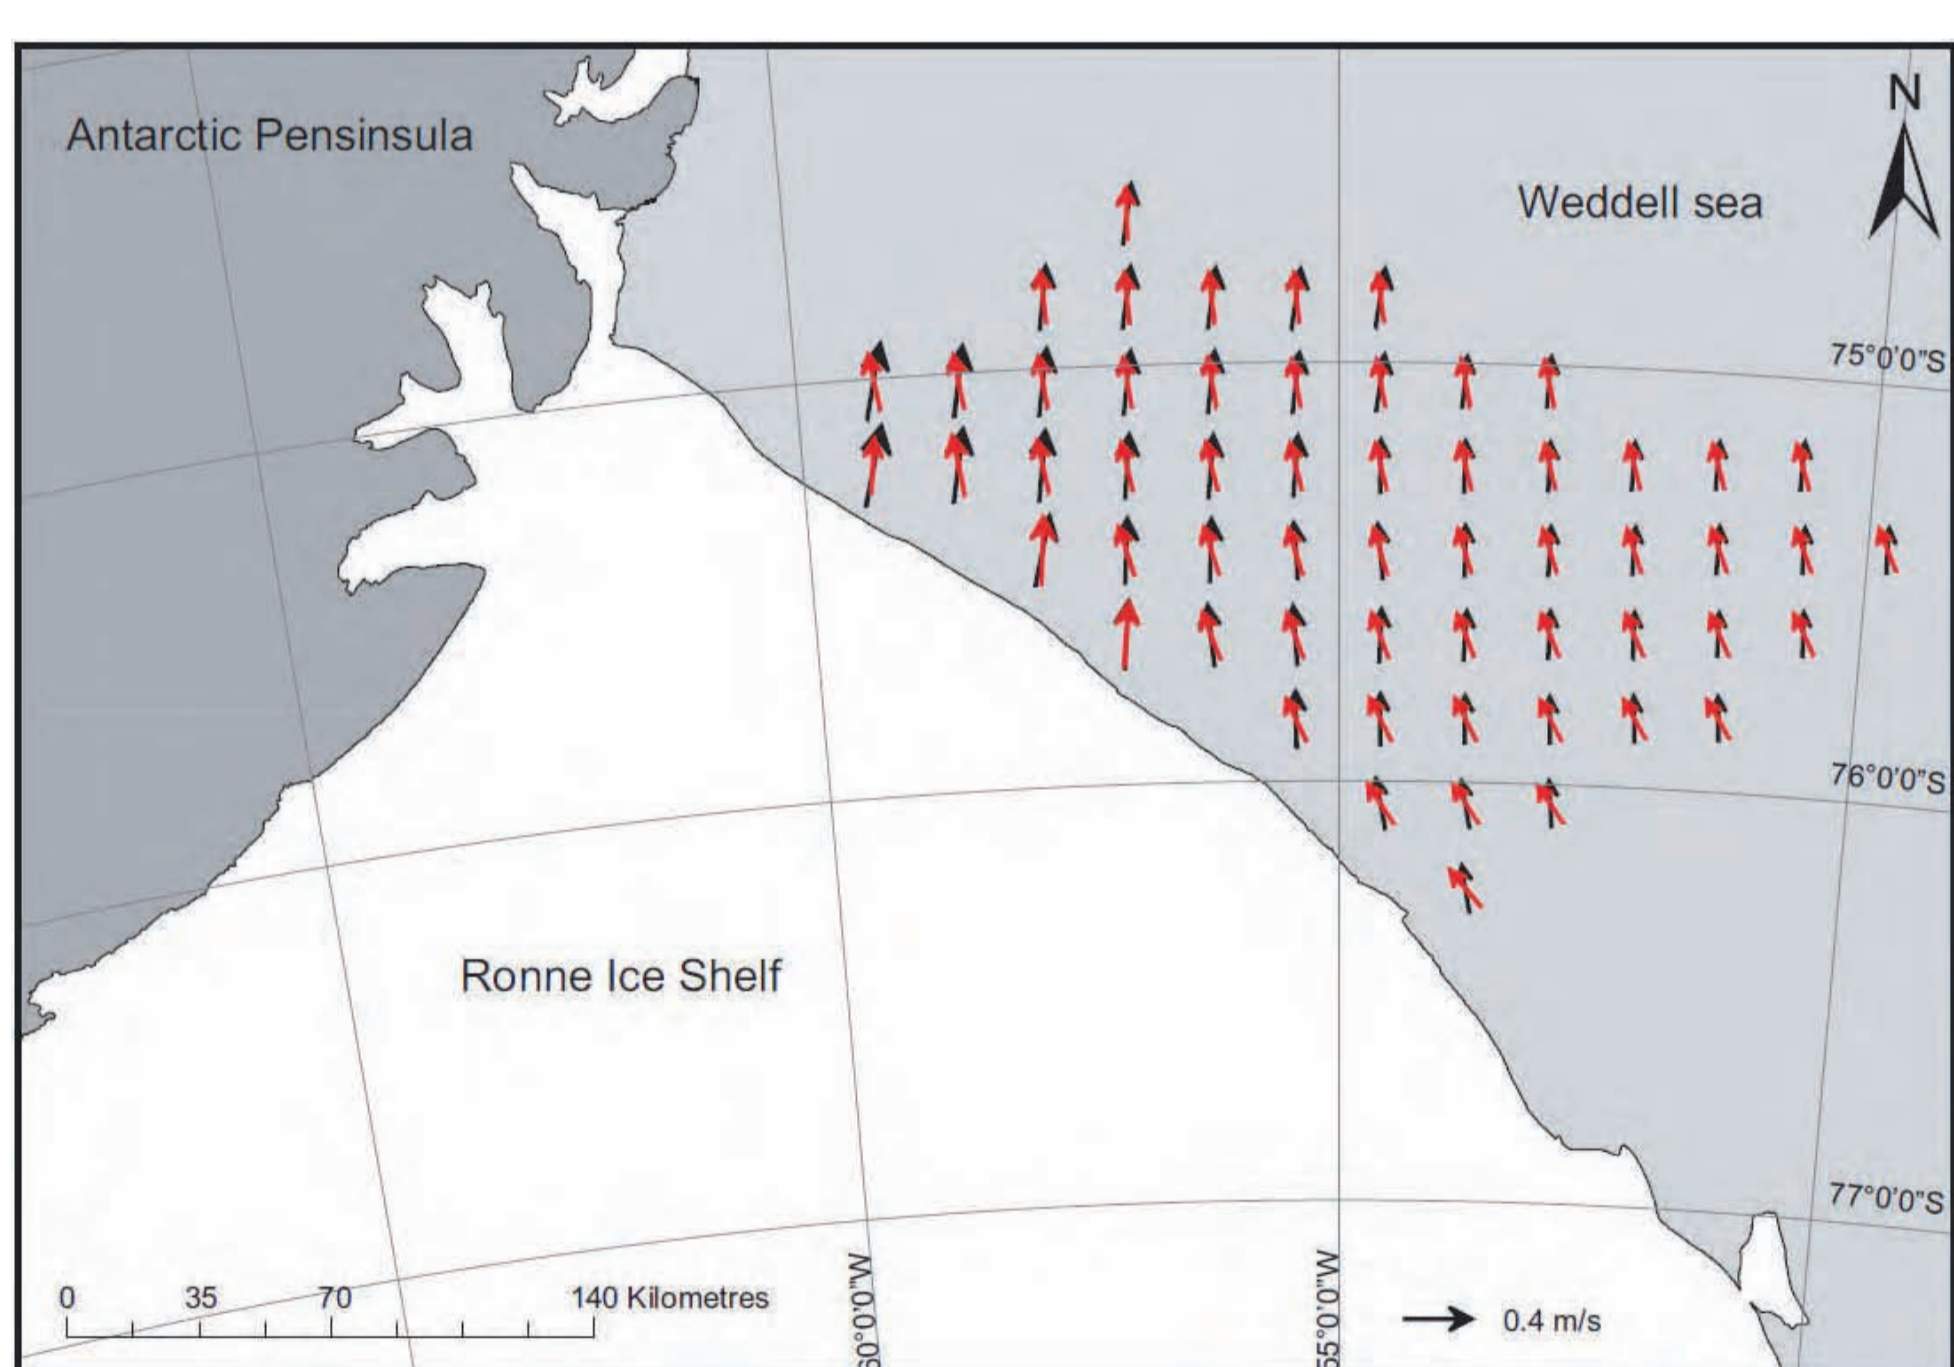 N
Antarctic Pensinsula
Weddell sea
75°0'0"S
76°0'0"S
Ronne Ice Shelf
77°0'0"S
60°0'0"W
55°0'0"W
0 35 70 140 Kilometres
0.4 m/s